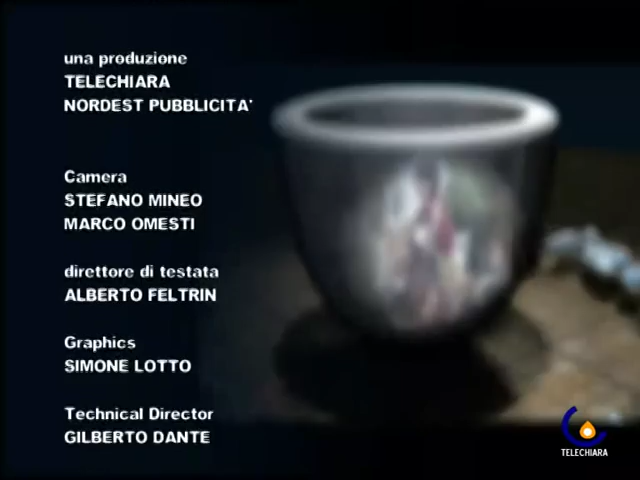 una produzione
TELECHIARA
NORDEST PUBBLICITA'
Camera
STEFANO MINEO
MARCO OMESTI
direttore di testata
ALBERTO FELTRIN
Graphics
SIMONE LOTTO
Technical Director
GILBERTO DANTE
TELECHIARA